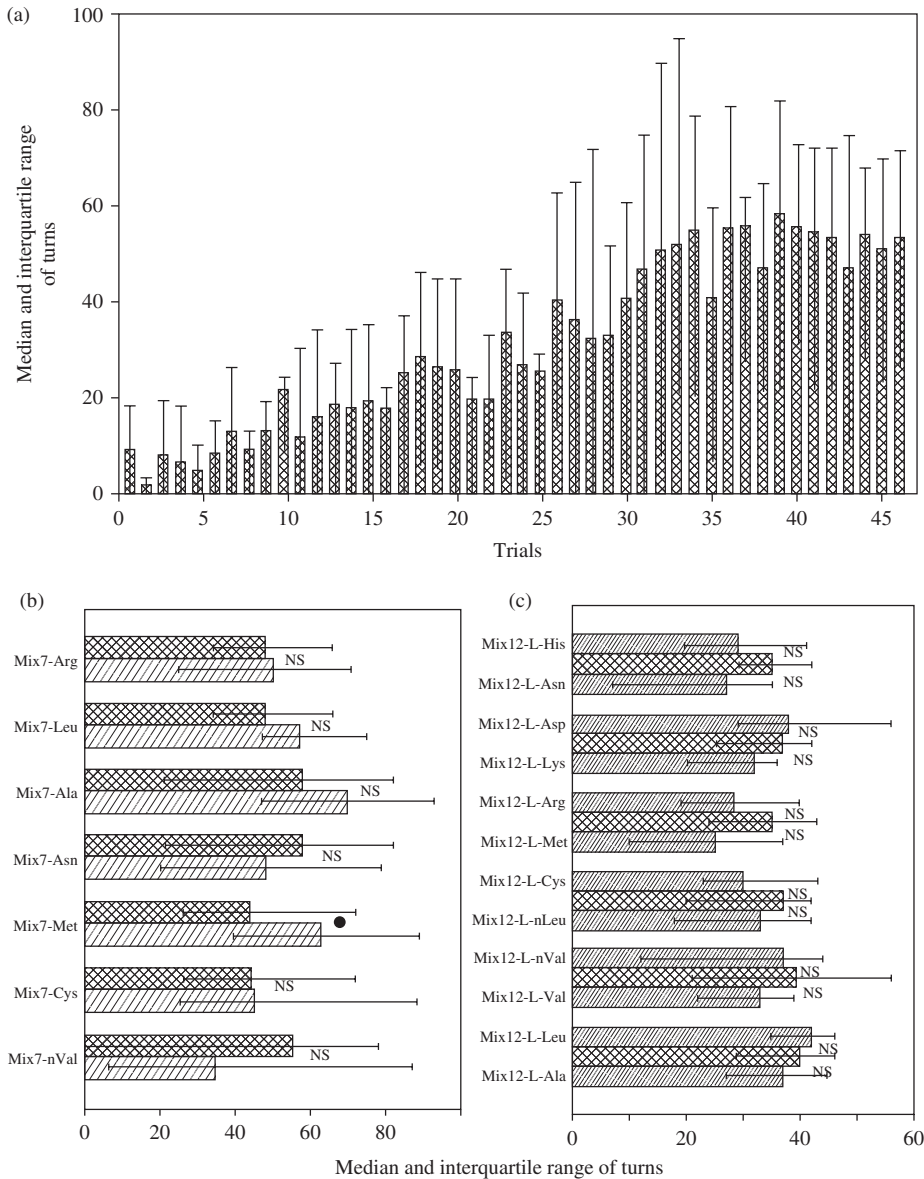 (a)
100
80
60
40
20
0
Median and interquartile range
of turns
0 5 10 15 20 25 30 35 40 45
Trials
(b)
Mix7-Arg
NS
Mix7-Leu
NS
Mix7-Ala
NS
Mix7-Asn
NS
Mix7-Met
Mix7-Cys
NS
Mix7-nVal
NS
0 20 40 60 80
(c)
Mix12-L-His
NS
Mix12-L-Asn
NS
Mix12-L-Asp
NS
Mix12-L-Lys
NS
Mix12-L-Arg
NS
Mix12-L-Met
NS
Mix12-L-Cys
NS
Mix12-L-nLeu
NS
Mix12-L-nVal
NS
Mix12-L-Val
NS
Mix12-L-Leu
NS
Mix12-L-Ala
NS
0 20 40 60
Median and interquartile range of turns